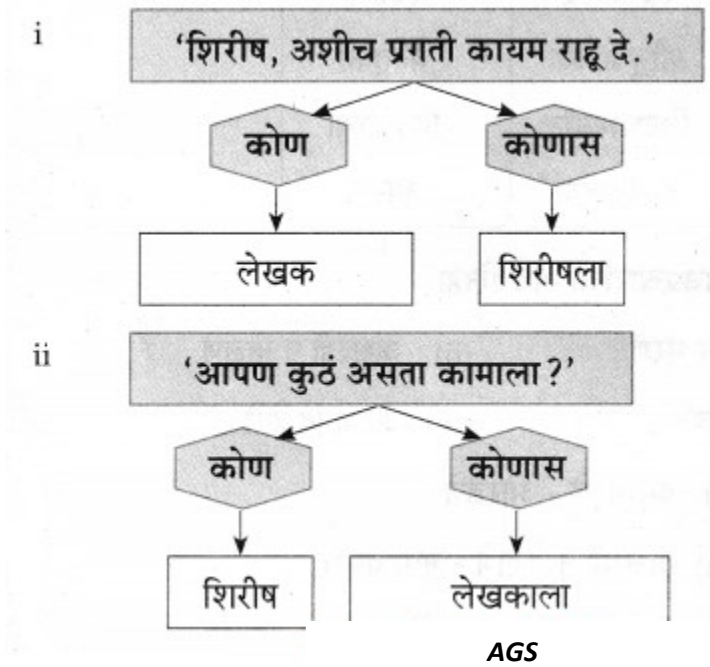 i
‘शिरीष, अशीच प्रगती कायम राहू दे.’
कोण कोणास
लेखक शिरीषला
ii
‘आपण कुठं असता कामाला?’
कोण कोणास
शिरीष लेखकाला
AGS